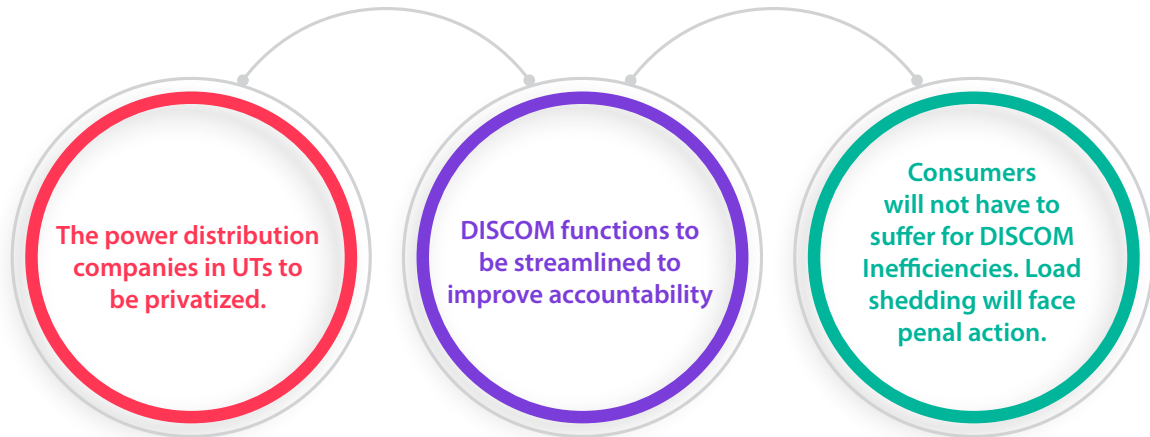 The power distribution
companies in UTs to
be privatized.
DISCOM functions to
be streamlined to
improve accountability
Consumers
will not have to
suffer for DISCOM
Inefficiencies. Load
shedding will face
penal action.